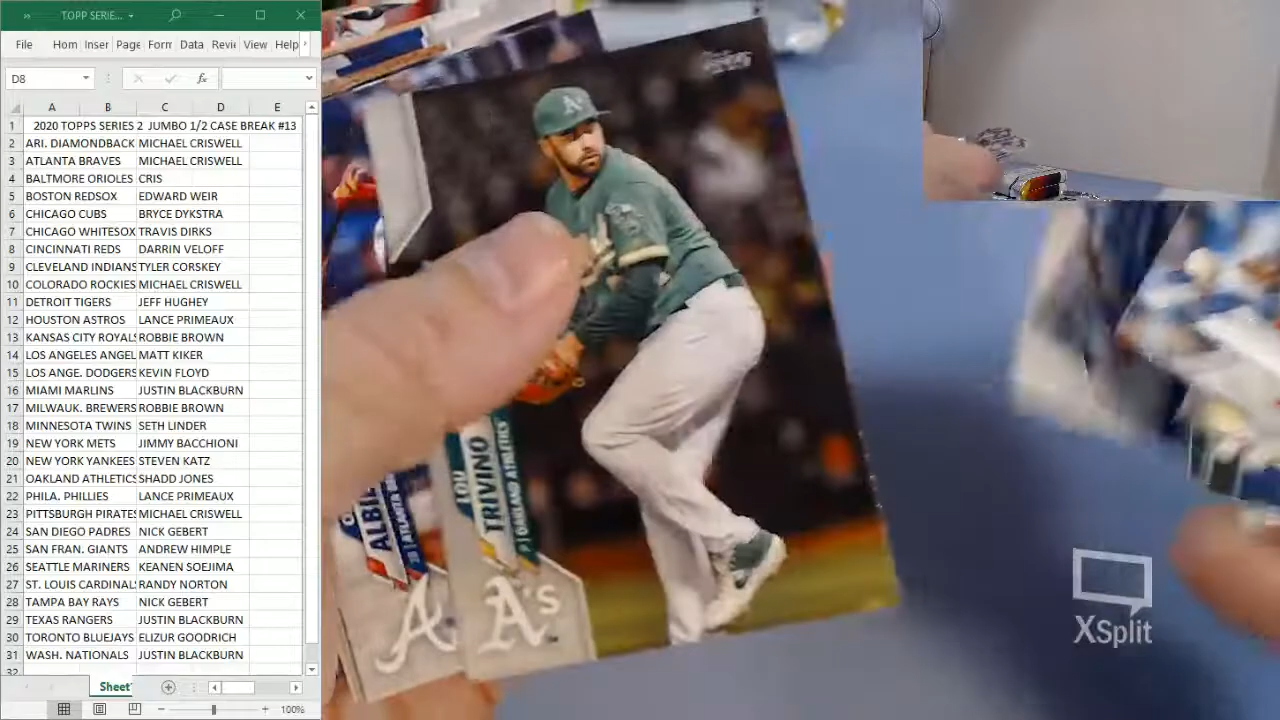 TOPP SERIE...
File Hom Inser Page Form Data Revi View Help
D8
fx
A B C D E
1 2020 TOPPS SERIES 2 JUMBO 1/2 CASE BREAK #13
2 ARI. DIAMONDBACK MICHAEL CRISWELL
3 ATLANTA BRAVES MICHAEL CRISWELL
4 BALTMORE ORIOLES CRIS
5 BOSTON REDSOX EDWARD WEIR
6 CHICAGO CUBS BRYCE DYKSTRA
7 CHICAGO WHITESOX TRAVIS DIRKS
8 CINCINNATI REDS DARRIN VELOFF
9 CLEVELAND INDIANS TYLER CORSKEY
10 COLORADO ROCKIES MICHAEL CRISWELL
11 DETROIT TIGERS JEFF HUGHEY
12 HOUSTON ASTROS LANCE PRIMEAUX
13 KANSAS CITY ROYALS ROBBIE BROWN
14 LOS ANGELES ANGEL MATT KIKER
15 LOS ANGE. DODGERS KEVIN FLOYD
16 MIAMI MARLINS JUSTIN BLACKBURN
17 MILWAUK. BREWERS ROBBIE BROWN
18 MINNESOTA TWINS SETH LINDER
19 NEW YORK METS JIMMY BACCHIONI
20 NEW YORK YANKEES STEVEN KATZ
21 OAKLAND ATHLETICS SHADD JONES
22 PHILA. PHILLIES LANCE PRIMEAUX
23 PITTSBURGH PIRATES MICHAEL CRISWELL
24 SAN DIEGO PADRES NICK GEBERT
25 SAN FRAN. GIANTS ANDREW HIMPLE
26 SEATTLE MARINERS KEANEN SOEJIMA
27 ST. LOUIS CARDINALS RANDY NORTON
28 TAMPA BAY RAYS NICK GEBERT
29 TEXAS RANGERS JUSTIN BLACKBURN
30 TORONTO BLUEJAYS ELIZUR GOODRICH
31 WASH. NATIONALS JUSTIN BLACKBURN
32
Sheet1
100%
A's
LOU
TRIVINO
P | OAKLAND ATHLETICS
A's
ALBI
A
XSplit